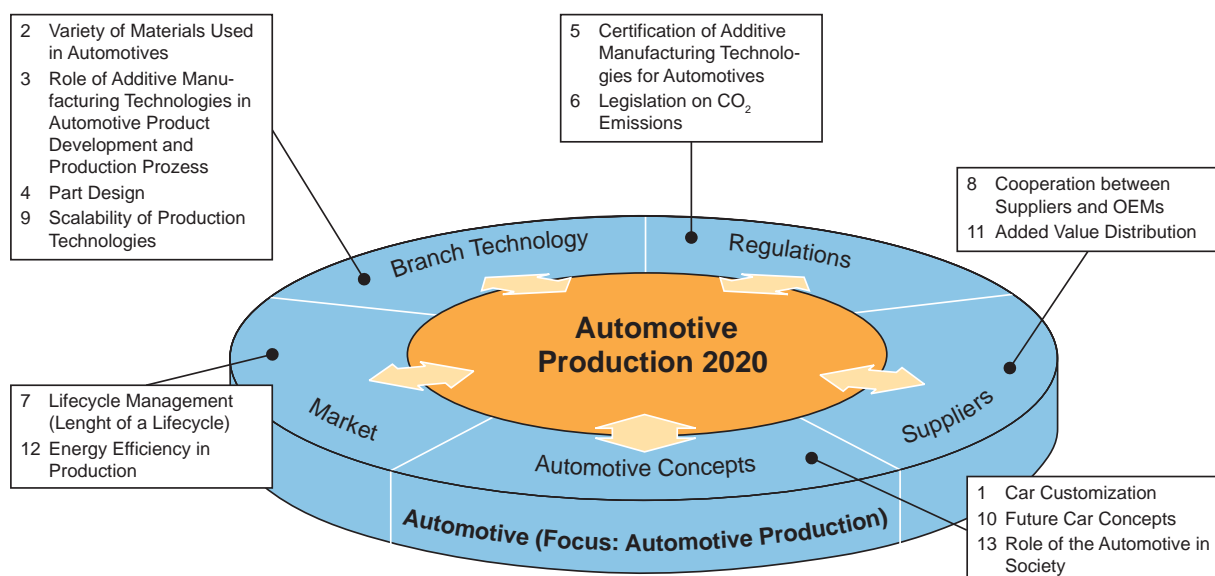 2 Variety of Materials Used
in Automotives
3 Role of Additive Manu-
facturing Technologies in
Automotive Product
Development and
Production Prozess
4 Part Design
9 Scalability of Production
Technologies
5 Certification of Additive
Manufacturing Technolo-
gies for Automotives
6 Legislation on CO₂
Emissions
8 Cooperation between
Suppliers and OEMs
11 Added Value Distribution
Branch Technology
Regulations
Automotive
Production 2020
7 Lifecycle Management
(Lenght of a Lifecycle)
12 Energy Efficiency in
Production
Market
Suppliers
Automotive Concepts
Automotive (Focus: Automotive Production)
1 Car Customization
10 Future Car Concepts
13 Role of the Automotive in
Society